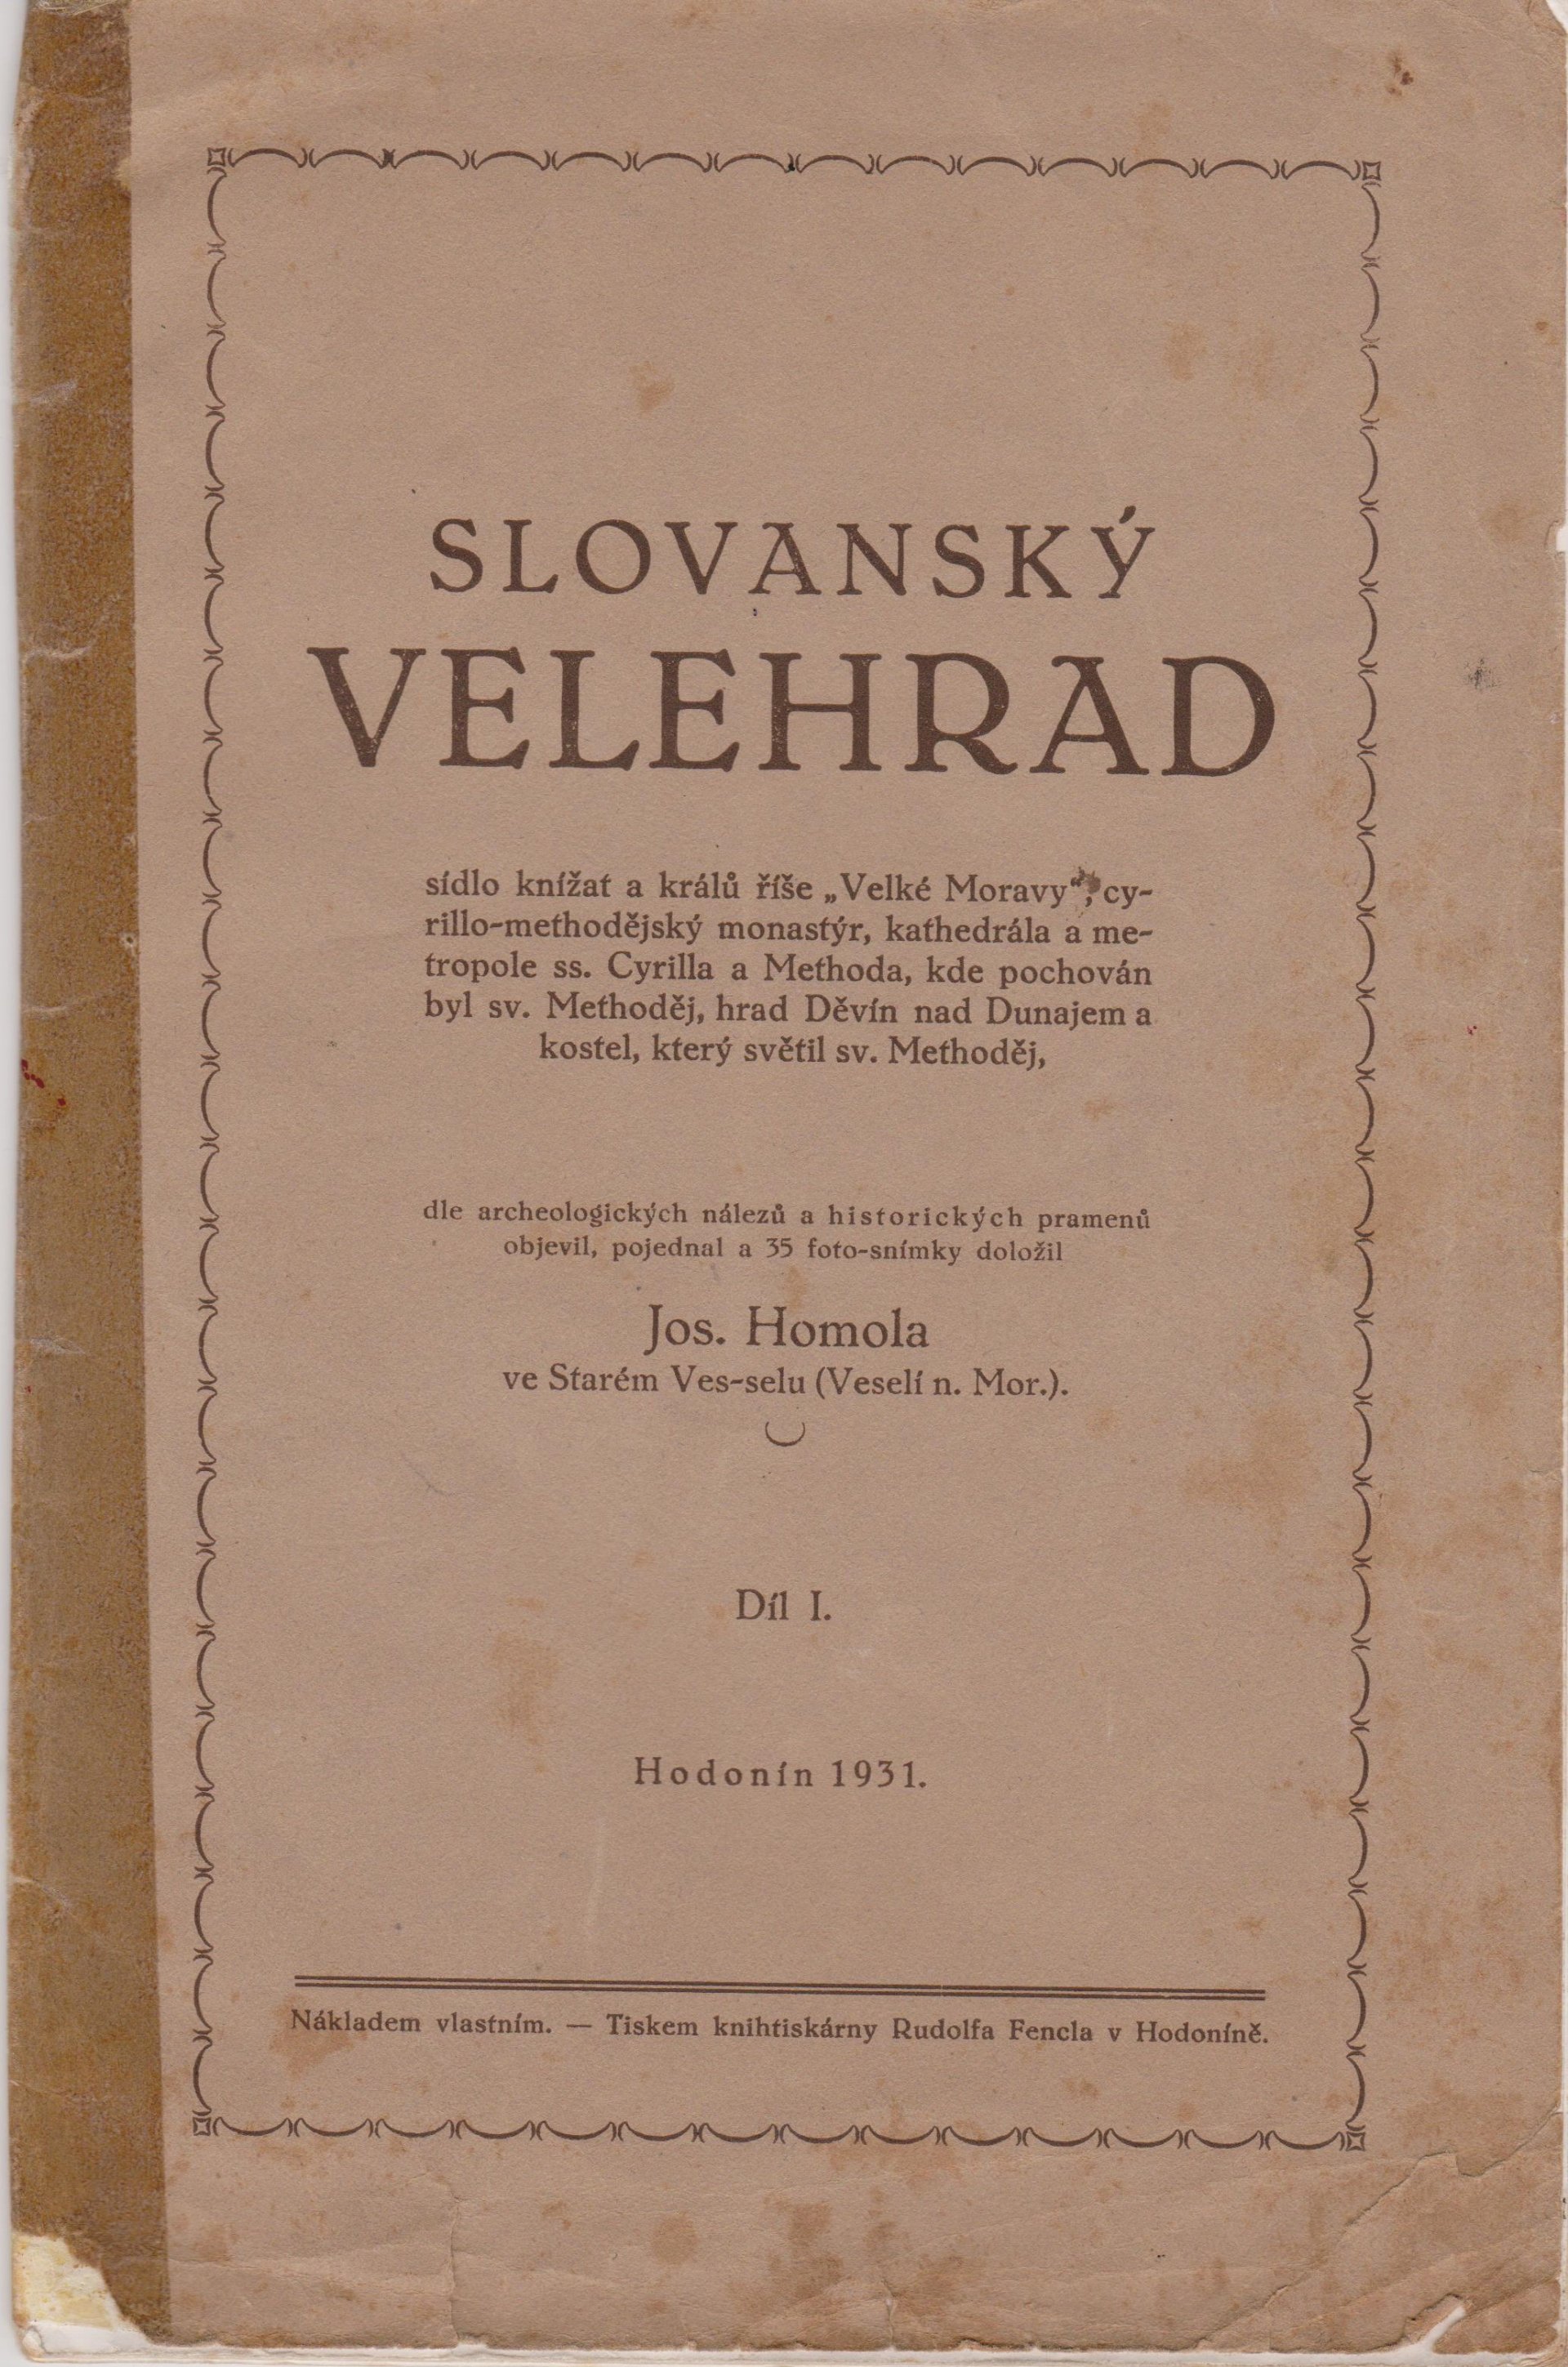 SLOVANSKÝ
VELEHRAD
sídlo knížat a králů říše „Velké Moravy“, cy-
rillo-methodějský monastýr, kathedrála a me-
tropole ss. Cyrilla a Methoda, kde pochován
byl sv. Methoděj, hrad Děvín nad Dunajem a
kostel, který světil sv. Methoděj,
dle archeologických nálezů a historických pramenů
objevil, pojednal a 35 foto-snímky doložil
Jos. Homola
ve Starém Ves-selu (Veselí n. Mor.).
Díl I.
Hodonín 1931.
Nákladem vlastním. — Tiskem knihtiskárny Rudolfa Fencla v Hodoníně.